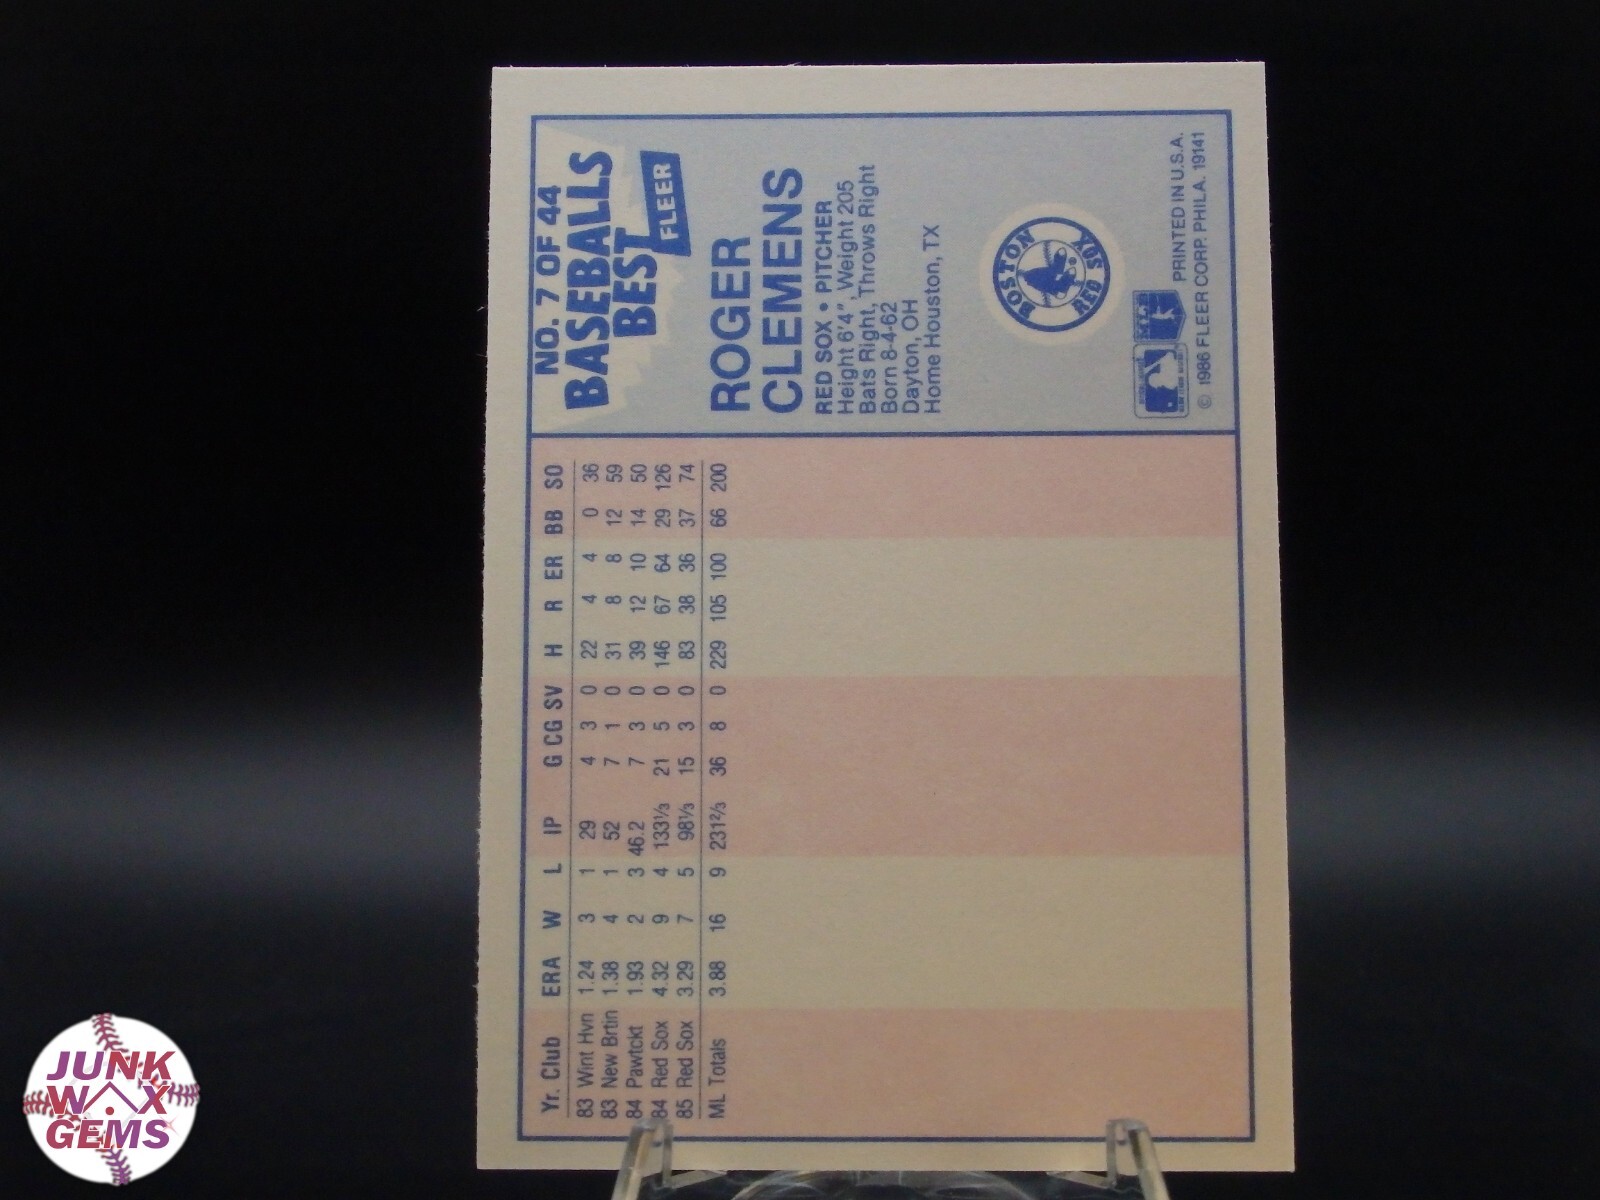 NO. 7 OF 44
BASEBALLS
BEST
FLEER
ROGER
CLEMENS
RED SOX • PITCHER
Height 6'4", Weight 205
Bats Right, Throws Right
Born 8-4-62
Dayton, OH
Home Houston, TX
BOSTON
RED SOX
PRINTED IN U.S.A.
© 1986 FLEER CORP. PHILA. 19141
Yr. Club ERA W L IP G CG SV H R ER BB SO
83 Wint Hvn 1.24 3 1 29 4 3 0 22 4 4 0 36
83 New Brtin 1.38 4 1 52 7 1 0 31 8 8 12 59
84 Pawtckt 1.93 2 3 46.2 7 3 0 39 12 10 14 50
84 Red Sox 4.32 9 4 133⅓ 21 5 0 146 67 64 29 126
85 Red Sox 3.29 7 5 98⅓ 15 3 0 83 38 36 37 74
ML Totals 3.88 16 9 231⅔ 36 8 0 229 105 100 66 200
JUNK
WAX
GEMS